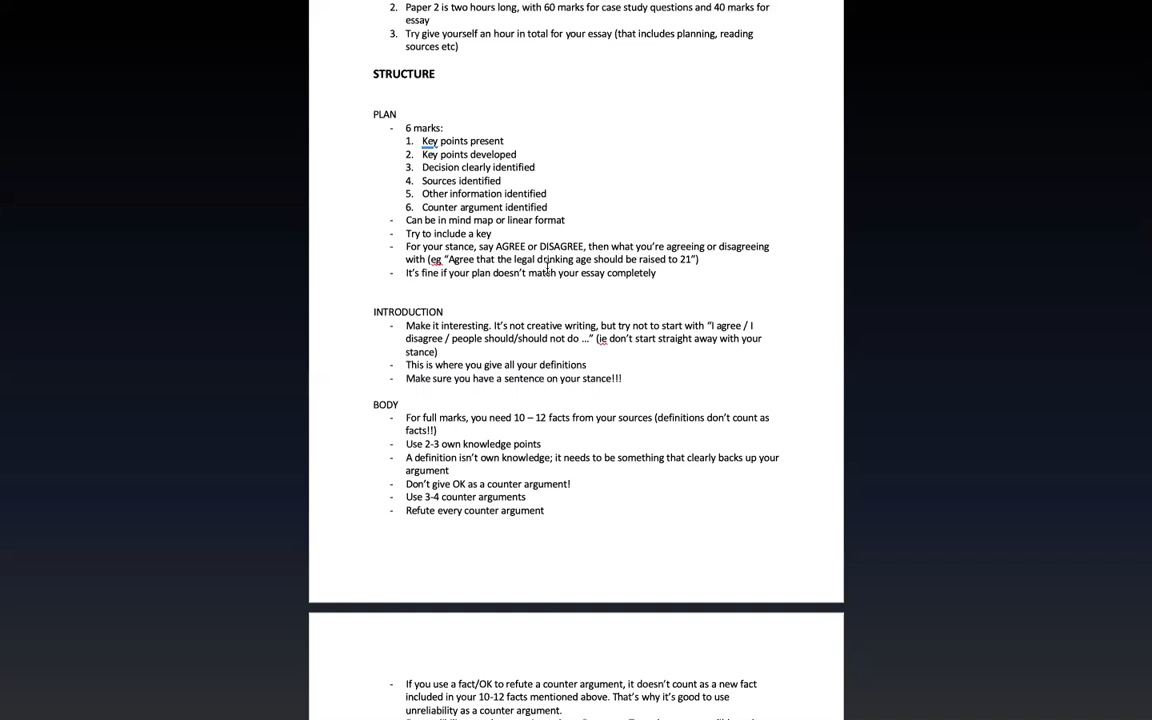 2. Paper 2 is two hours long, with 60 marks for case study questions and 40 marks for
essay
3. Try give yourself an hour in total for your essay (that includes planning, reading
sources etc)
STRUCTURE
PLAN
- 6 marks:
1. Key points present
2. Key points developed
3. Decision clearly identified
4. Sources identified
5. Other information identified
6. Counter argument identified
- Can be in mind map or linear format
- Try to include a key
- For your stance, say AGREE or DISAGREE, then what you're agreeing or disagreeing
with (eg "Agree that the legal drinking age should be raised to 21")
- It's fine if your plan doesn't match your essay completely
INTRODUCTION
- Make it interesting. It's not creative writing, but try not to start with "I agree / I
disagree / people should/should not do ..." (ie don't start straight away with your
stance)
- This is where you give all your definitions
- Make sure you have a sentence on your stance!!!
BODY
- For full marks, you need 10 – 12 facts from your sources (definitions don't count as
facts!!)
- Use 2-3 own knowledge points
- A definition isn't own knowledge; it needs to be something that clearly backs up your
argument
- Don't give OK as a counter argument!
- Use 3-4 counter arguments
- Refute every counter argument
- If you use a fact/OK to refute a counter argument, it doesn't count as a new fact
included in your 10-12 facts mentioned above. That's why it's good to use
unreliability as a counter argument.